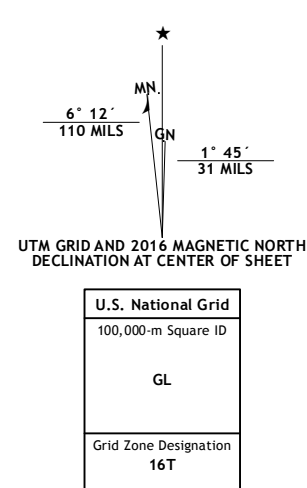 ★
MN.
6° 12´
110 MILS
GN
1° 45´
31 MILS
UTM GRID AND 2016 MAGNETIC NORTH
DECLINATION AT CENTER OF SHEET
U.S. National Grid
100,000-m Square ID
GL
Grid Zone Designation
16T